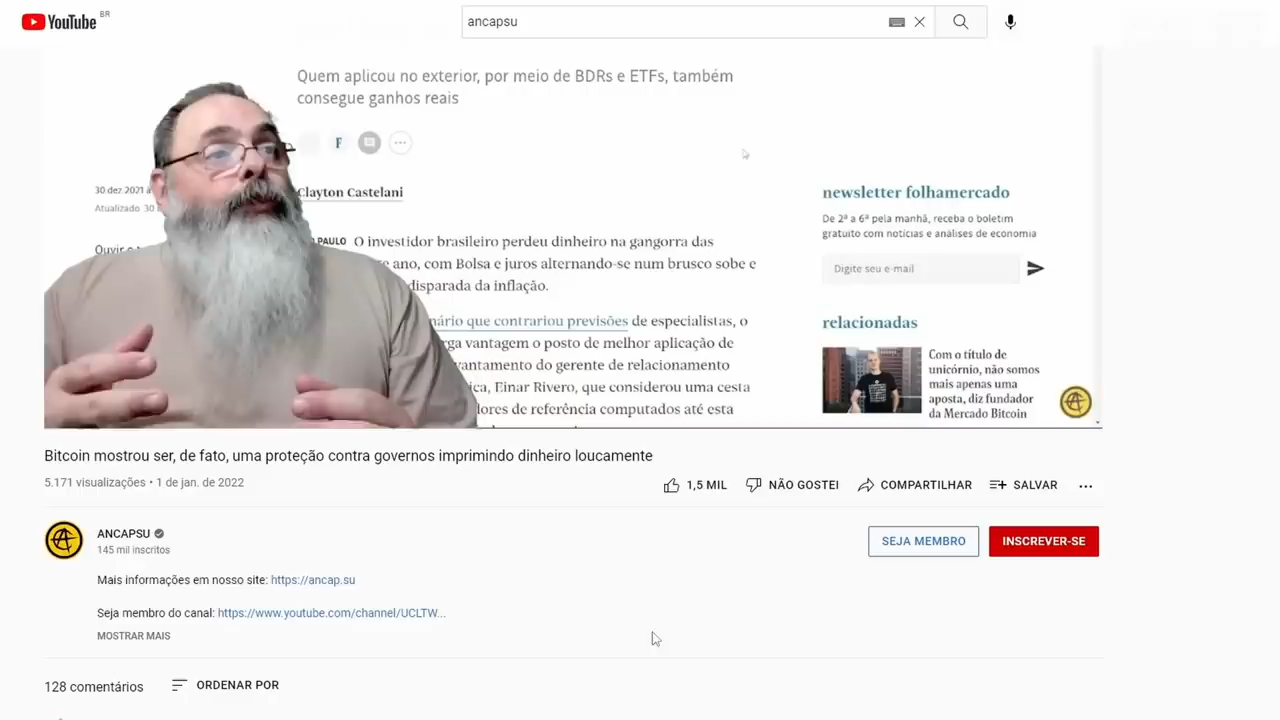 YouTube BR
ancapsu
Quem aplicou no exterior, por meio de BDRs e ETFs, também
consegue ganhos reais
F
30 dez.2021 à
Atualizado 30
Clayton Castelani
PAULO O investidor brasileiro perdeu dinheiro na gangorra das
e ano, com Bolsa e juros alternando-se num brusco sobe e
disparada da inflação.
nário que contrariou previsões de especialistas, o
rga vantagem o posto de melhor aplicação de
vantamento do gerente de relacionamento
ica, Einar Rivero, que considerou uma cesta
lores de referência computados até esta
newsletter folhamercado
De 2ª a 6ª pela manhã, receba o boletim
gratuito com notícias e análises de economia
Digite seu e-mail
relacionadas
Com o título de
unicórnio, não somos
mais apenas uma
aposta, diz fundador
da Mercado Bitcoin
Bitcoin mostrou ser, de fato, uma proteção contra governos imprimindo dinheiro loucamente
5.171 visualizações • 1 de jan. de 2022
1,5 MIL NÃO GOSTEI COMPARTILHAR SALVAR ...
ANCAPSU
145 mil inscritos
SEJA MEMBRO INSCREVER-SE
Mais informações em nosso site: https://ancap.su
Seja membro do canal: https://www.youtube.com/channel/UCLTW...
MOSTRAR MAIS
128 comentários ORDENAR POR